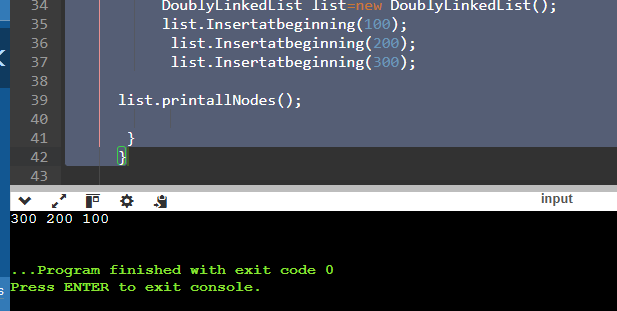 34 DoublyLinkedList list=new DoublyLinkedList();
35 list.Insertatbeginning(100);
36 list.Insertatbeginning(200);
37 list.Insertatbeginning(300);
38
39 list.printallNodes();
40
41 }
42 }
43
input
300 200 100
...Program finished with exit code 0
Press ENTER to exit console.